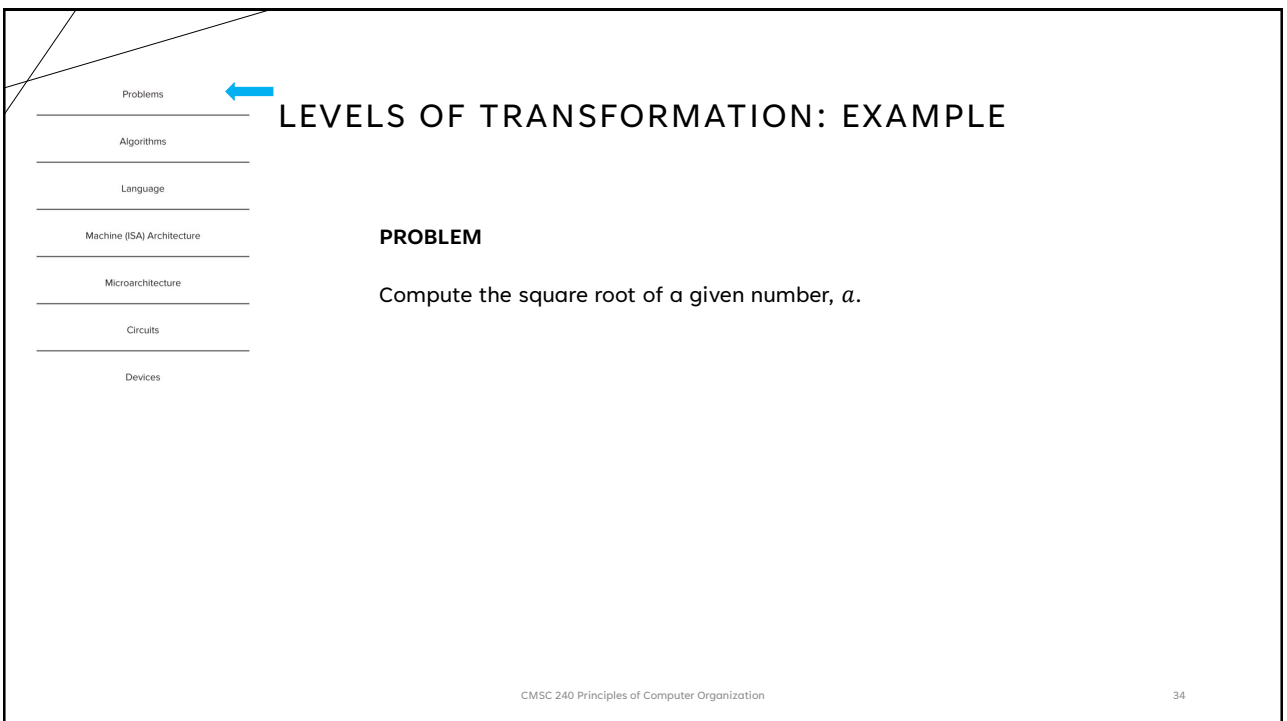 Problems
Algorithms
Language
Machine (ISA) Architecture
Microarchitecture
Circuits
Devices
LEVELS OF TRANSFORMATION: EXAMPLE
PROBLEM
Compute the square root of a given number, a.
CMSC 240 Principles of Computer Organization
34